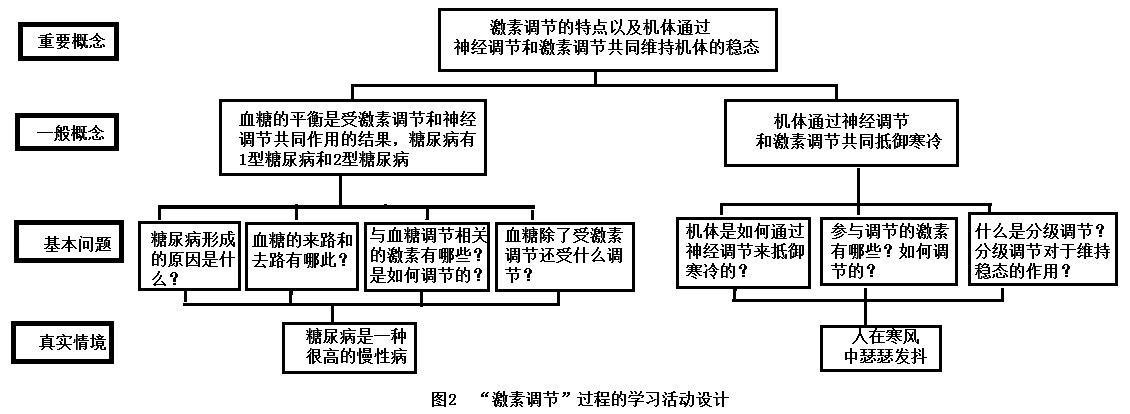 重要概念
激素调节的特点以及机体通过
神经调节和激素调节共同维持机体的稳态
一般概念
血糖的平衡是受激素调节和神经
调节共同作用的结果，糖尿病有
1型糖尿病和2型糖尿病
机体通过神经调节
和激素调节共同抵御寒冷
基本问题
糖尿病形成
的原因是什
么？
血糖的来路和
去路有哪此？
与血糖调节相关
的激素有哪些？
是如何调节的？
血糖除了受激素
调节还受什么调
节？
机体是如何通过
神经调节来抵御
寒冷的？
参与调节的激素
有哪些？如何调
节的？
什么是分级调节？
分级调节对于维持
稳态的作用？
真实情境
糖尿病是一种
很高的慢性病
人在寒风
中瑟瑟发抖
图2 “激素调节”过程的学习活动设计